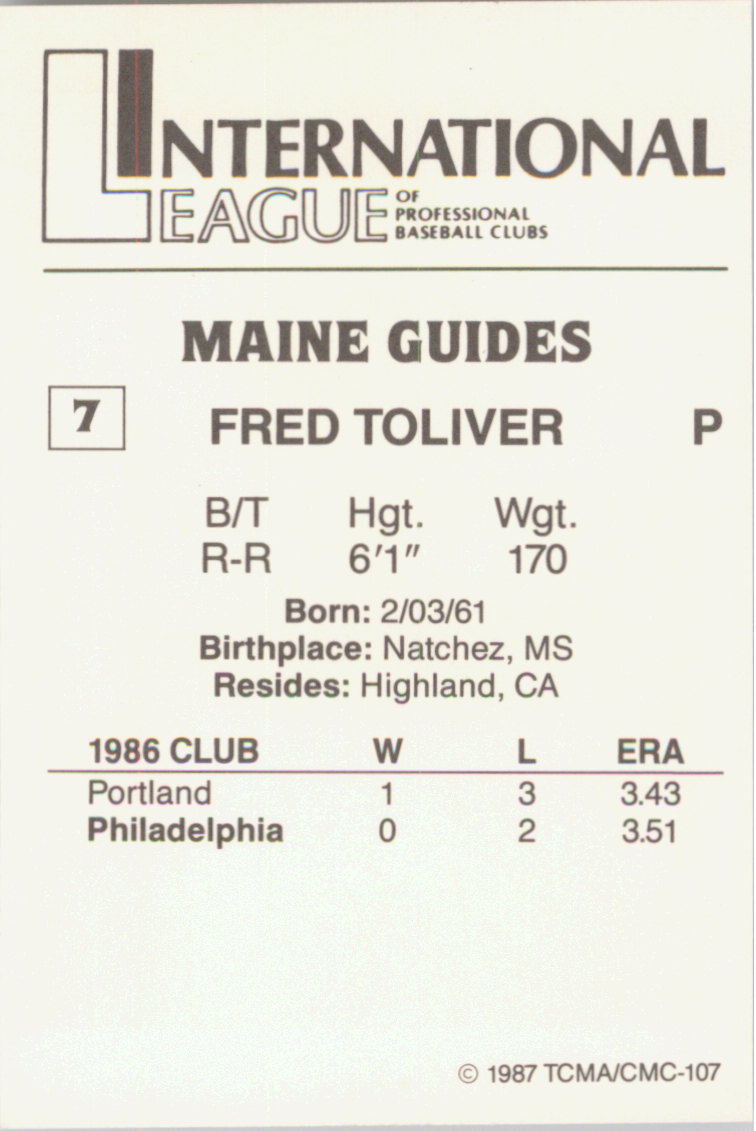 INTERNATIONAL
LEAGUE OF
PROFESSIONAL
BASEBALL CLUBS
MAINE GUIDES
7 FRED TOLIVER P
B/T Hgt. Wgt.
R-R 6'1" 170
Born: 2/03/61
Birthplace: Natchez, MS
Resides: Highland, CA
1986 CLUB W L ERA
Portland 1 3 3.43
Philadelphia 0 2 3.51
© 1987 TCMA/CMC-107